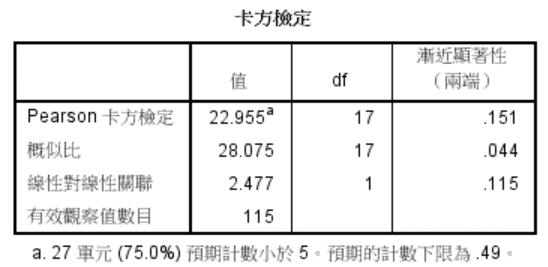 卡方檢定
值 df 漸近顯著性
（兩端）
Pearson 卡方檢定 22.955a 17 .151
概似比 28.075 17 .044
線性對線性關聯 2.477 1 .115
有效觀察值數目 115
a. 27 單元 (75.0%) 預期計數小於 5。預期的計數下限為 .49。